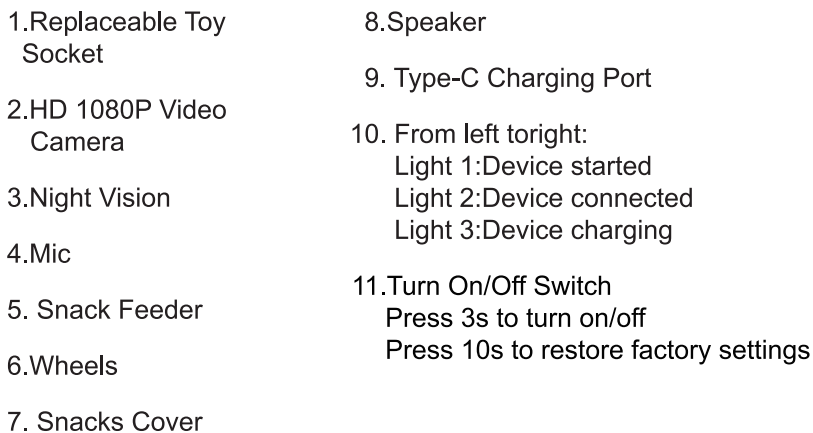 1.Replaceable Toy
Socket
2.HD 1080P Video
Camera
3.Night Vision
4.Mic
5. Snack Feeder
6.Wheels
7. Snacks Cover
8.Speaker
9. Type-C Charging Port
10. From left toright:
Light 1:Device started
Light 2:Device connected
Light 3:Device charging
11.Turn On/Off Switch
Press 3s to turn on/off
Press 10s to restore factory settings